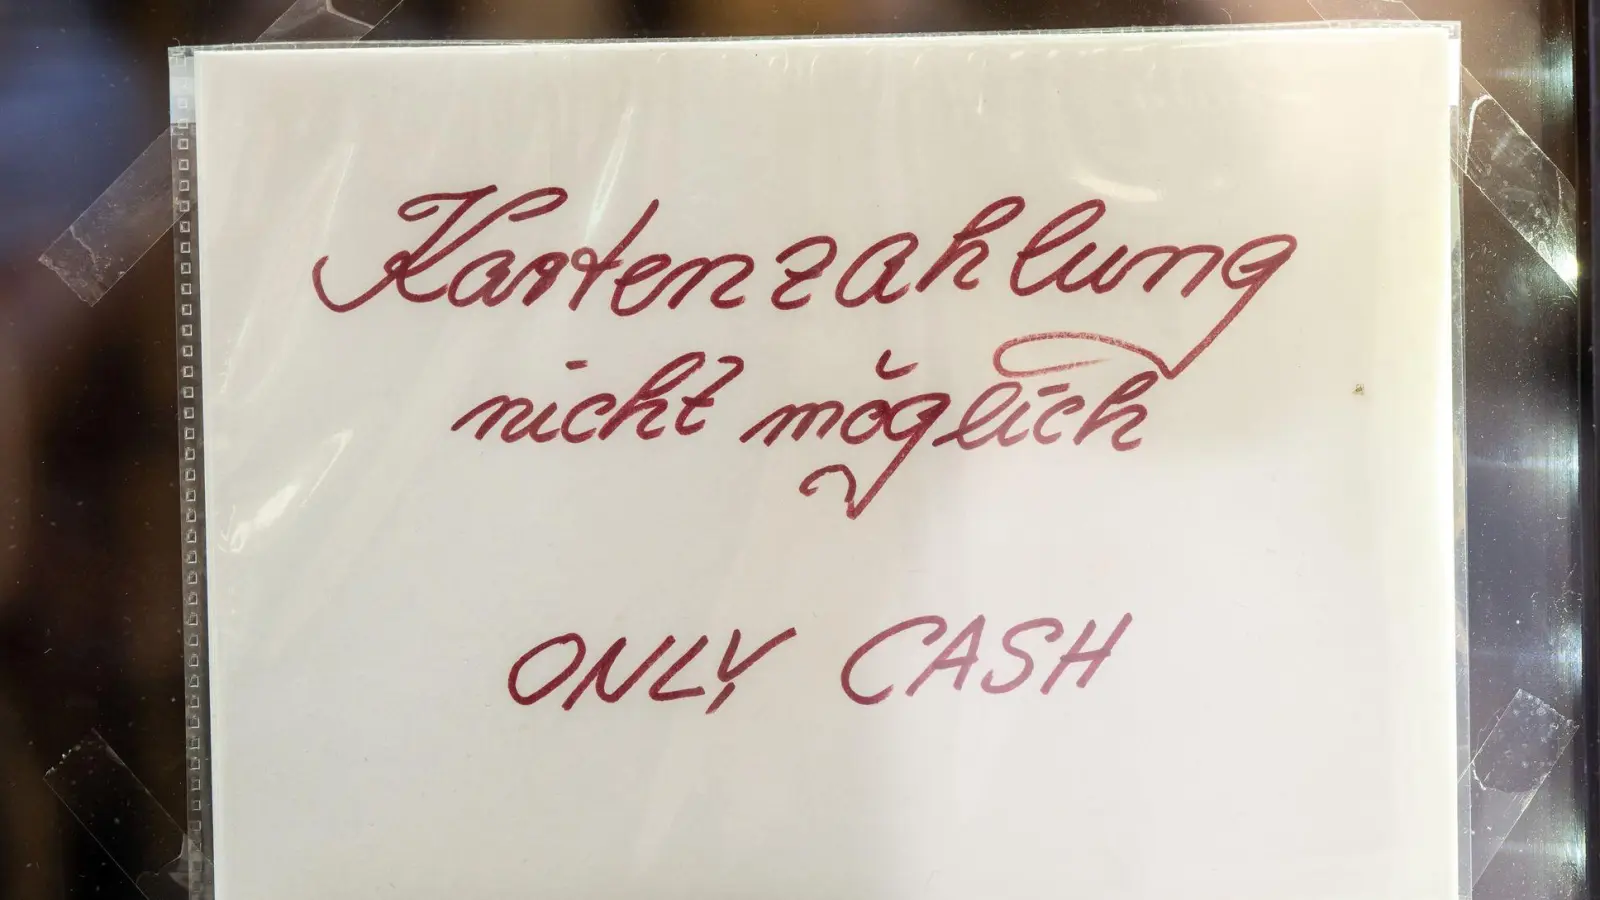 Kartenzahlung
nicht möglich
ONLY CASH